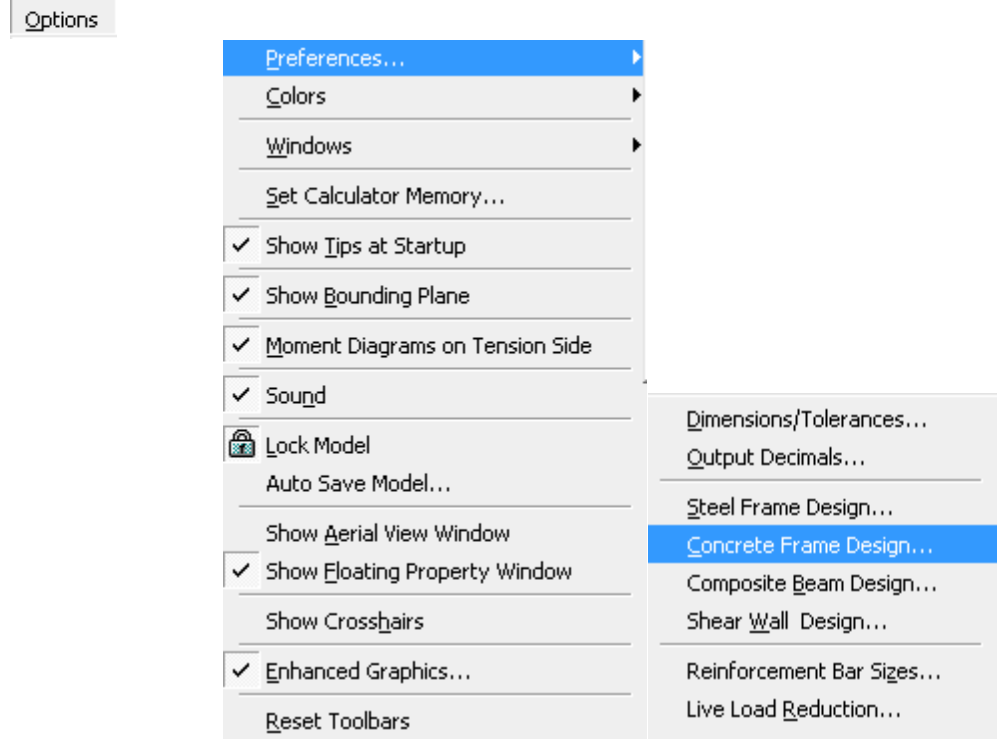 Options
Preferences...
Colors
Windows
Set Calculator Memory...
Show Tips at Startup
Show Bounding Plane
Moment Diagrams on Tension Side
Sound
Lock Model
Auto Save Model...
Show Aerial View Window
Show Floating Property Window
Show Crosshairs
Enhanced Graphics...
Reset Toolbars
Dimensions/Tolerances...
Output Decimals...
Steel Frame Design...
Concrete Frame Design...
Composite Beam Design...
Shear Wall  Design...
Reinforcement Bar Sizes...
Live Load Reduction...